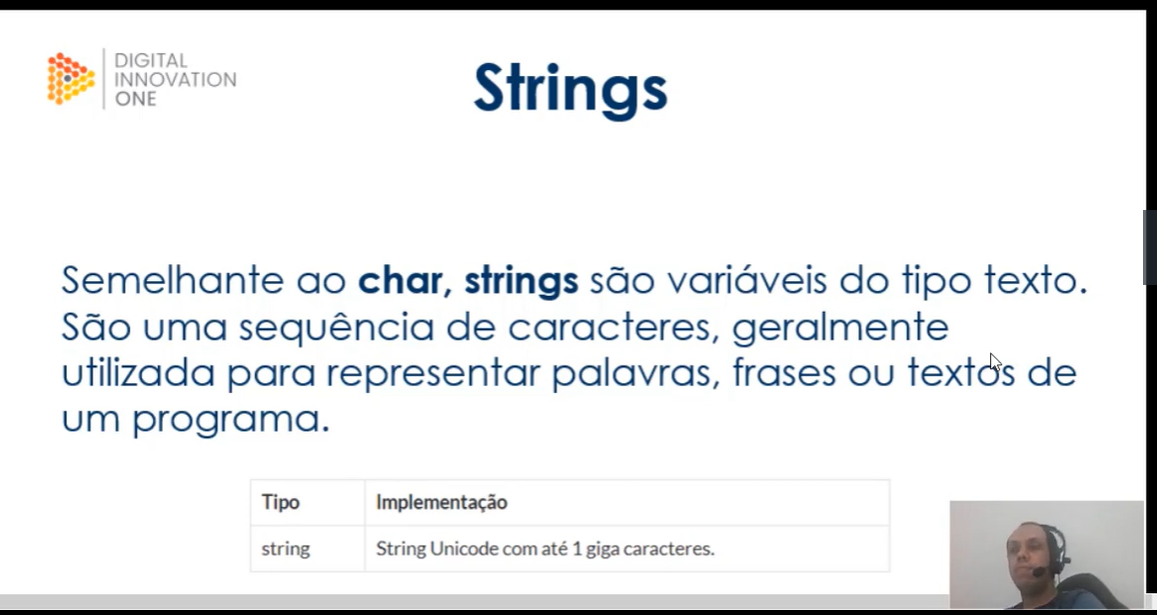 DIGITAL
INNOVATION
ONE
Strings
Semelhante ao char, strings são variáveis do tipo texto.
São uma sequência de caracteres, geralmente
utilizada para representar palavras, frases ou textos de
um programa.
Tipo Implementação
string String Unicode com até 1 giga caracteres.